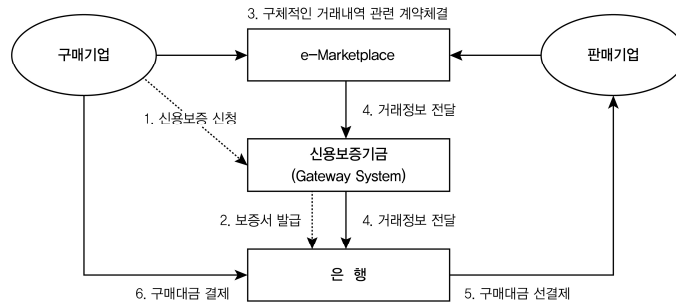 3. 구체적인 거래내역 관련 계약체결
구매기업
e-Marketplace
판매기업
1. 신용보증 신청
4. 거래정보 전달
신용보증기금
(Gateway System)
2. 보증서 발급
4. 거래정보 전달
은 행
6. 구매대금 결제
5. 구매대금 선결제